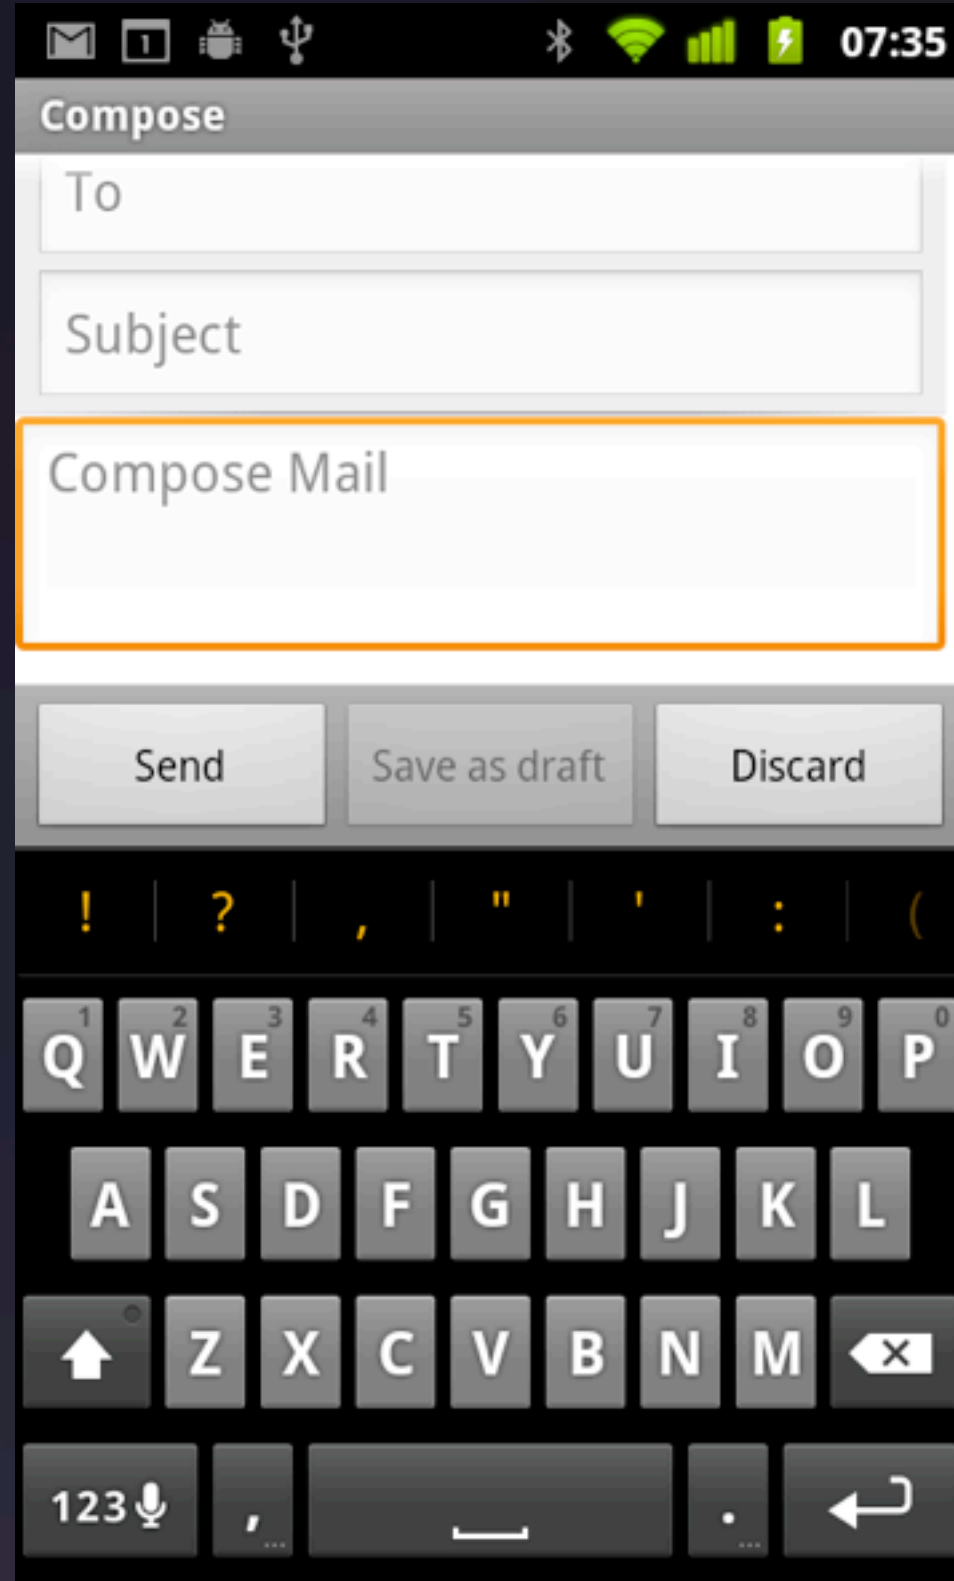 1 07:35
Compose
To
Subject
Compose Mail
Send Save as draft Discard
! ? , " ' : (
1 2 3 4 5 6 7 8 9 0
Q W E R T Y U I O P
A S D F G H J K L
Z X C V B N M
123 , .